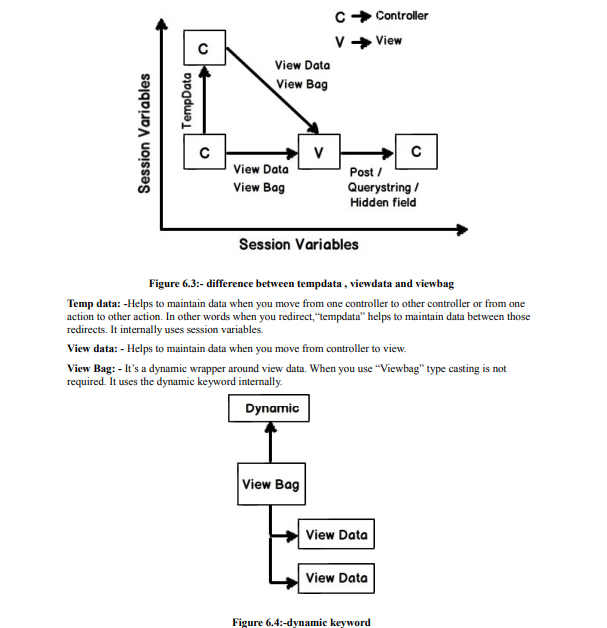 C → Controller
V → View
C
View Data
View Bag
TempData
Session Variables
C
V
C
View Data
View Bag
Post /
Querystring /
Hidden field
Session Variables
Figure 6.3:- difference between tempdata , viewdata and viewbag
Temp data: -Helps to maintain data when you move from one controller to other controller or from one
action to other action. In other words when you redirect,“tempdata” helps to maintain data between those
redirects. It internally uses session variables.
View data: - Helps to maintain data when you move from controller to view.
View Bag: - It’s a dynamic wrapper around view data. When you use “Viewbag” type casting is not
required. It uses the dynamic keyword internally.
Dynamic
View Bag
View Data
View Data
Figure 6.4:-dynamic keyword